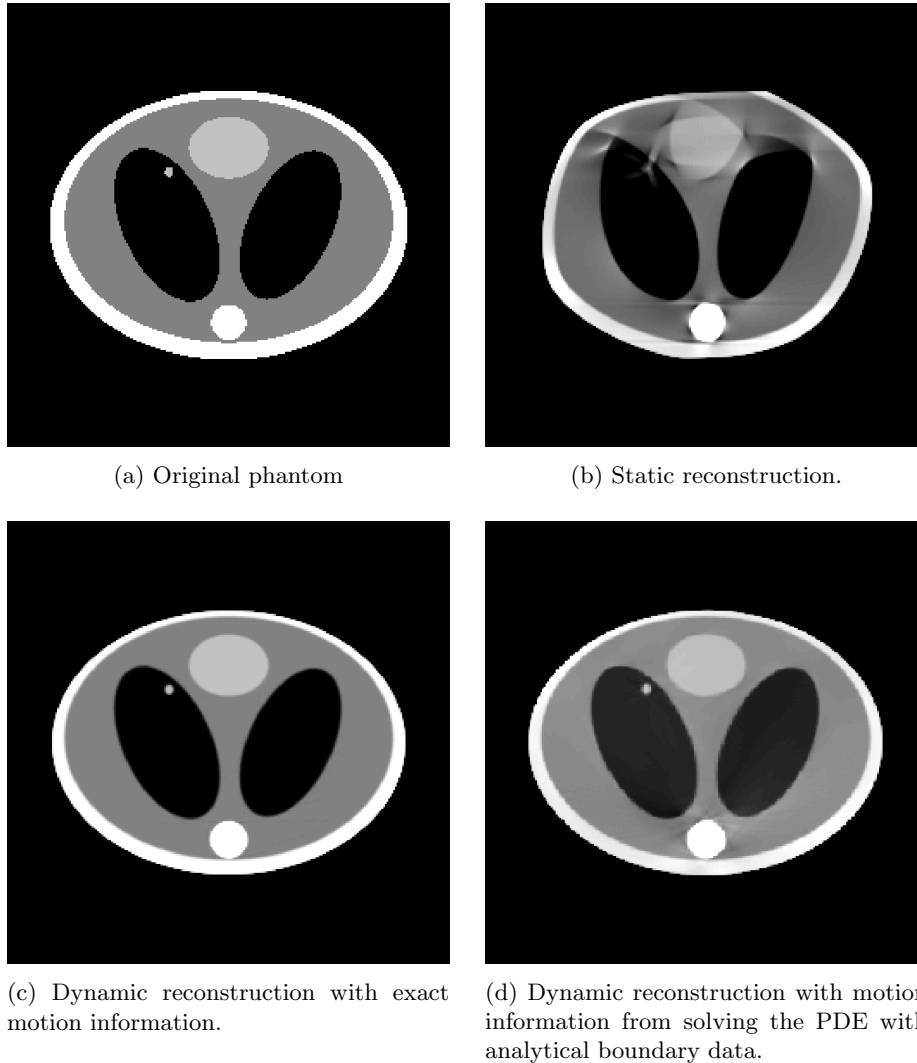 (a) Original phantom
(b) Static reconstruction.
(c) Dynamic reconstruction with exact
motion information.
(d) Dynamic reconstruction with motion
information from solving the PDE with
analytical boundary data.